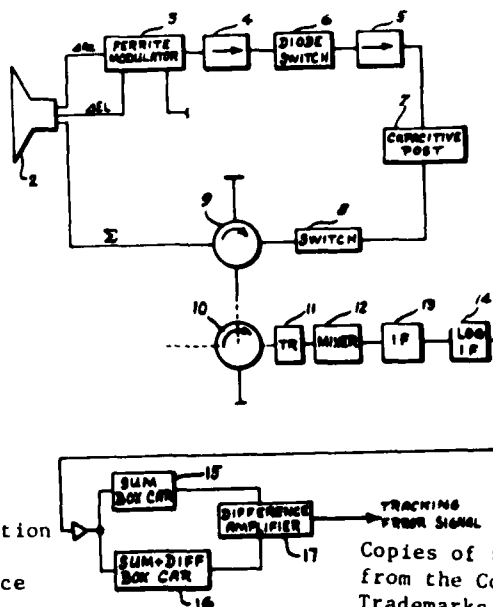 3
4
6
5
ΔAZ
FERRITE
MODULATOR
DIODE
SWITCH
ΔEL
2
7
CAPACITIVE
POST
9
8
Σ
SWITCH
10
11
12
13
14
TR
MIXER
IF
LOG
IF
15
SUM
BOX CAR
DIFFERENCE
AMPLIFIER
TRACKING
ERROR SIGNAL
17
SUM+DIFF
BOX CAR
16
tion
ce
Copies of
from the Co
Trademarks